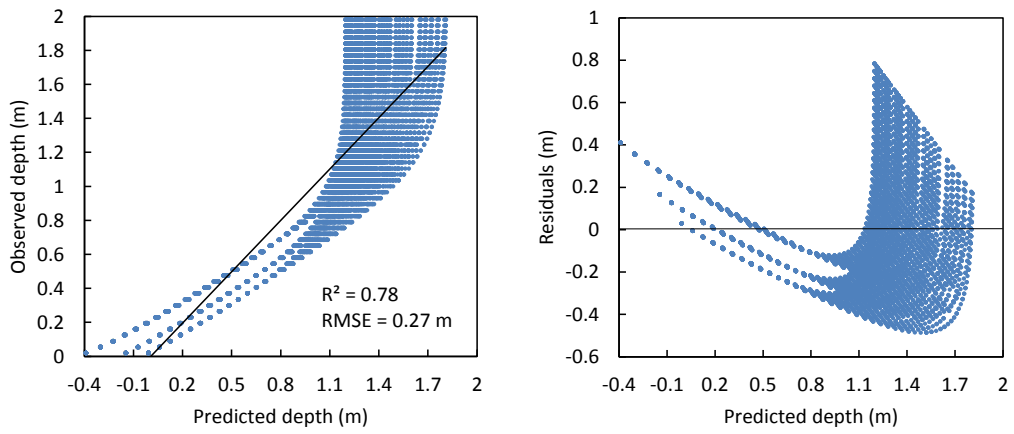 2
1.8
1.6
1.4
1.2
1
0.8
0.6
0.4
0.2
0
Observed depth (m)
R² = 0.78
RMSE = 0.27 m
-0.4 -0.1 0.2 0.5 0.8 1.1 1.4 1.7 2
Predicted depth (m)
1
0.8
0.6
0.4
0.2
0
-0.2
-0.4
-0.6
Residuals (m)
-0.4 -0.1 0.2 0.5 0.8 1.1 1.4 1.7 2
Predicted depth (m)